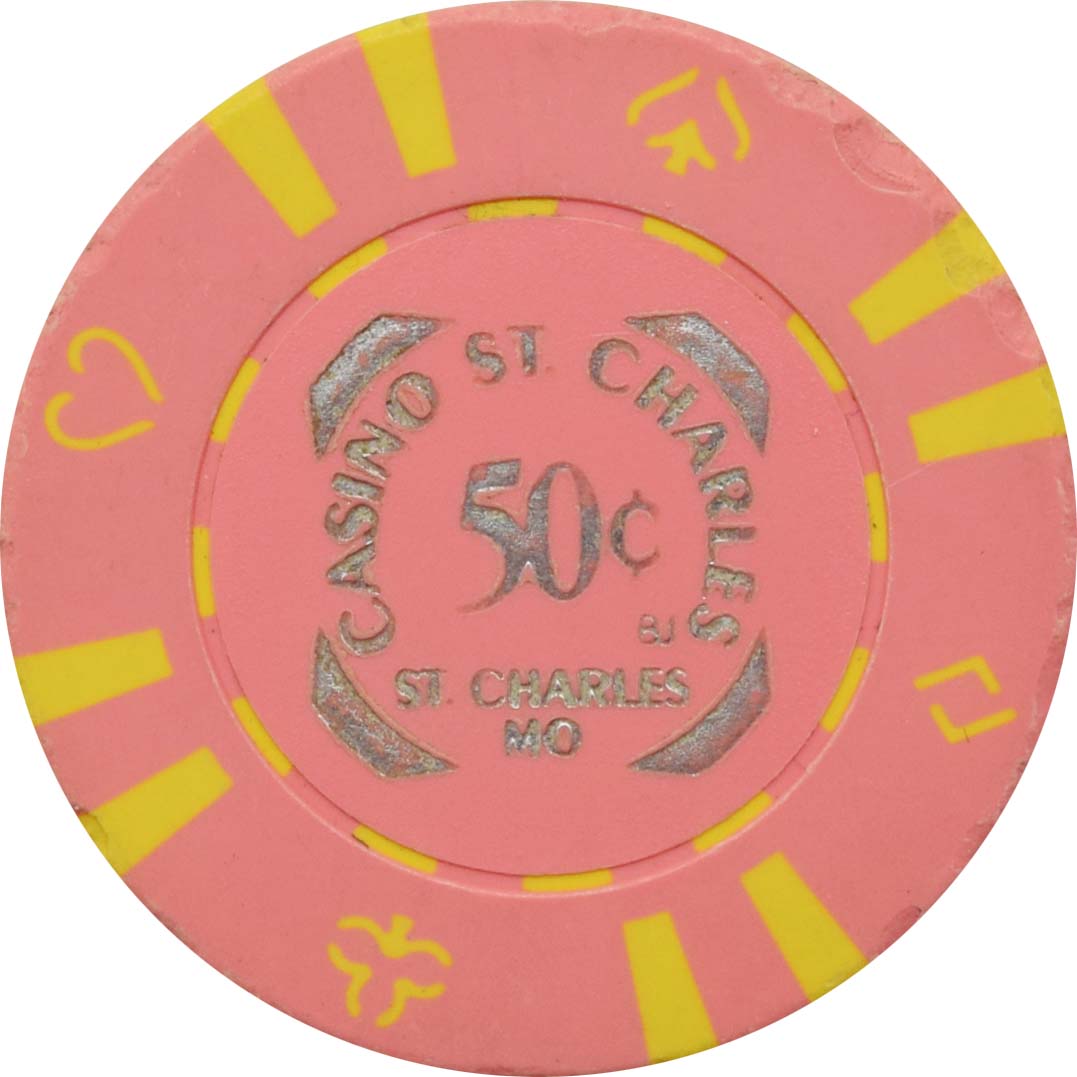 CASINO ST. CHARLES
50¢
BJ
ST. CHARLES
MO